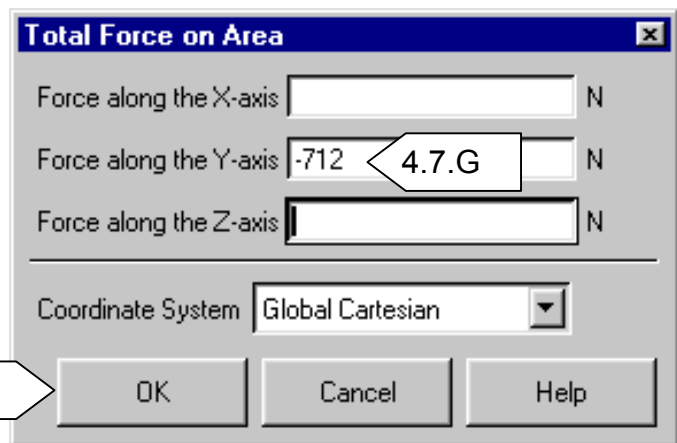 Total Force on Area
Force along the X-axis N
Force along the Y-axis -712 4.7.G N
Force along the Z-axis N
Coordinate System Global Cartesian
OK Cancel Help